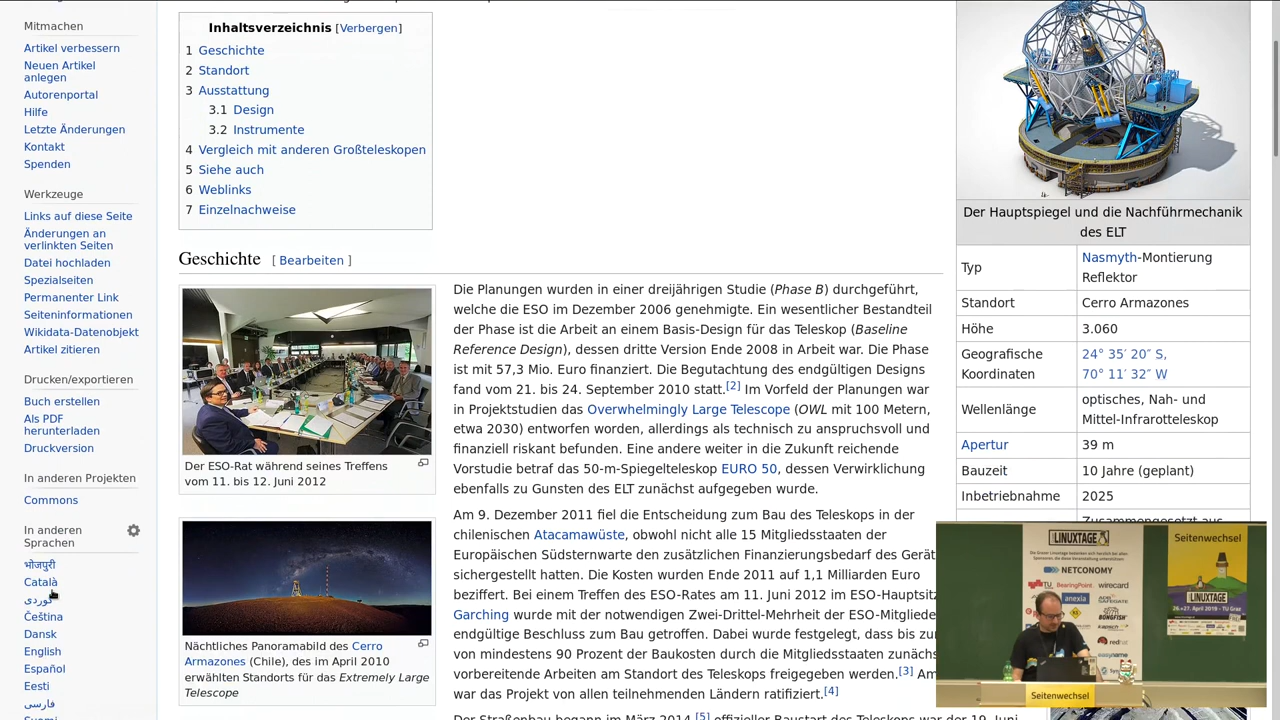 Mitmachen
Artikel verbessern
Neuen Artikel
anlegen
Autorenportal
Hilfe
Letzte Änderungen
Kontakt
Spenden
Werkzeuge
Links auf diese Seite
Änderungen an
verlinkten Seiten
Datei hochladen
Spezialseiten
Permanenter Link
Seiteninformationen
Wikidata-Datenobjekt
Artikel zitieren
Drucken/exportieren
Buch erstellen
Als PDF
herunterladen
Druckversion
In anderen Projekten
Commons
In anderen
Sprachen
भोजपुरी
Català
کوردی
Čeština
Dansk
English
Español
Eesti
فارسی
Suomi
Inhaltsverzeichnis [Verbergen]
1 Geschichte
2 Standort
3 Ausstattung
3.1 Design
3.2 Instrumente
4 Vergleich mit anderen Großteleskopen
5 Siehe auch
6 Weblinks
7 Einzelnachweise
Geschichte [ Bearbeiten ]
Der ESO-Rat während seines Treffens
vom 11. bis 12. Juni 2012
Nächtliches Panoramabild des Cerro
Armazones (Chile), des im April 2010
erwählten Standorts für das Extremely Large
Telescope
Die Planungen wurden in einer dreijährigen Studie (Phase B) durchgeführt,
welche die ESO im Dezember 2006 genehmigte. Ein wesentlicher Bestandteil
der Phase ist die Arbeit an einem Basis-Design für das Teleskop (Baseline
Reference Design), dessen dritte Version Ende 2008 in Arbeit war. Die Phase
ist mit 57,3 Mio. Euro finanziert. Die Begutachtung des endgültigen Designs
fand vom 21. bis 24. September 2010 statt.[2] Im Vorfeld der Planungen war
in Projektstudien das Overwhelmingly Large Telescope (OWL mit 100 Metern,
etwa 2030) entworfen worden, allerdings als technisch zu anspruchsvoll und
finanziell riskant befunden. Eine andere weiter in die Zukunft reichende
Vorstudie betraf das 50-m-Spiegelteleskop EURO 50, dessen Verwirklichung
ebenfalls zu Gunsten des ELT zunächst aufgegeben wurde.
Am 9. Dezember 2011 fiel die Entscheidung zum Bau des Teleskops in der
chilenischen Atacamawüste, obwohl nicht alle 15 Mitgliedsstaaten der
Europäischen Südsternwarte den zusätzlichen Finanzierungsbedarf des Gerät
sichergestellt hatten. Die Kosten wurden Ende 2011 auf 1,1 Milliarden Euro
beziffert. Bei einem Treffen des ESO-Rates am 11. Juni 2012 im ESO-Hauptsitz
Garching wurde mit der notwendigen Zwei-Drittel-Mehrheit der ESO-Mitgliede
endgültige Beschluss zum Bau getroffen. Dabei wurde festgelegt, dass bis zu
von mindestens 90 Prozent der Baukosten durch die Mitgliedsstaaten zunächs
vorbereitende Arbeiten am Standort des Teleskops freigegeben werden.[3] Am
war das Projekt von allen teilnehmenden Ländern ratifiziert.[4]
Der Straßenbau begann im März 2014,[5] offizieller Baustart des Teleskops war der 19. Juni
Der Hauptspiegel und die Nachführmechanik
des ELT
Typ Nasmyth-Montierung
Reflektor
Standort Cerro Armazones
Höhe 3.060
Geografische
Koordinaten
24° 35′ 20″ S,
70° 11′ 32″ W
Wellenlänge
optisches, Nah- und
Mittel-Infrarotteleskop
Apertur 39 m
Bauzeit 10 Jahre (geplant)
Inbetriebnahme 2025
Zusammengesetzt aus
LINUXTAGE
NETCONOMY
BearingPoint
wirecard
anexia
BONGFISH
easyname
Seitenwechsel
LINUXTAGE
26.+27. April 2019 - TU Graz
Seitenwechsel